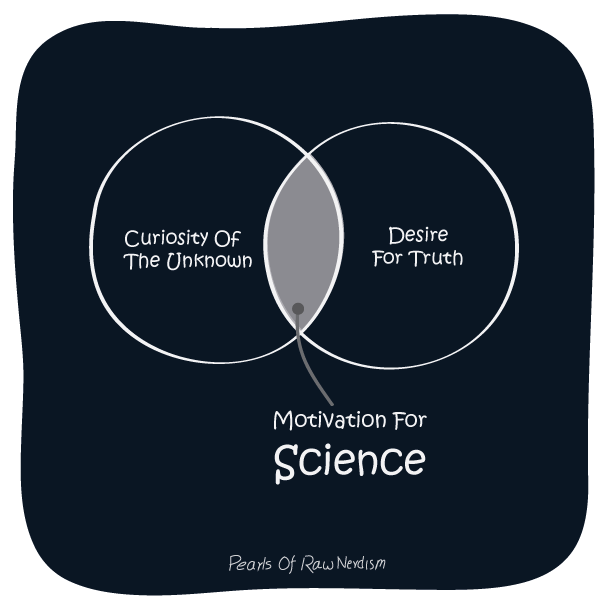 Curiosity Of
The Unknown
Desire
For Truth
Motivation For
Science
Pearls Of Raw Nerdism